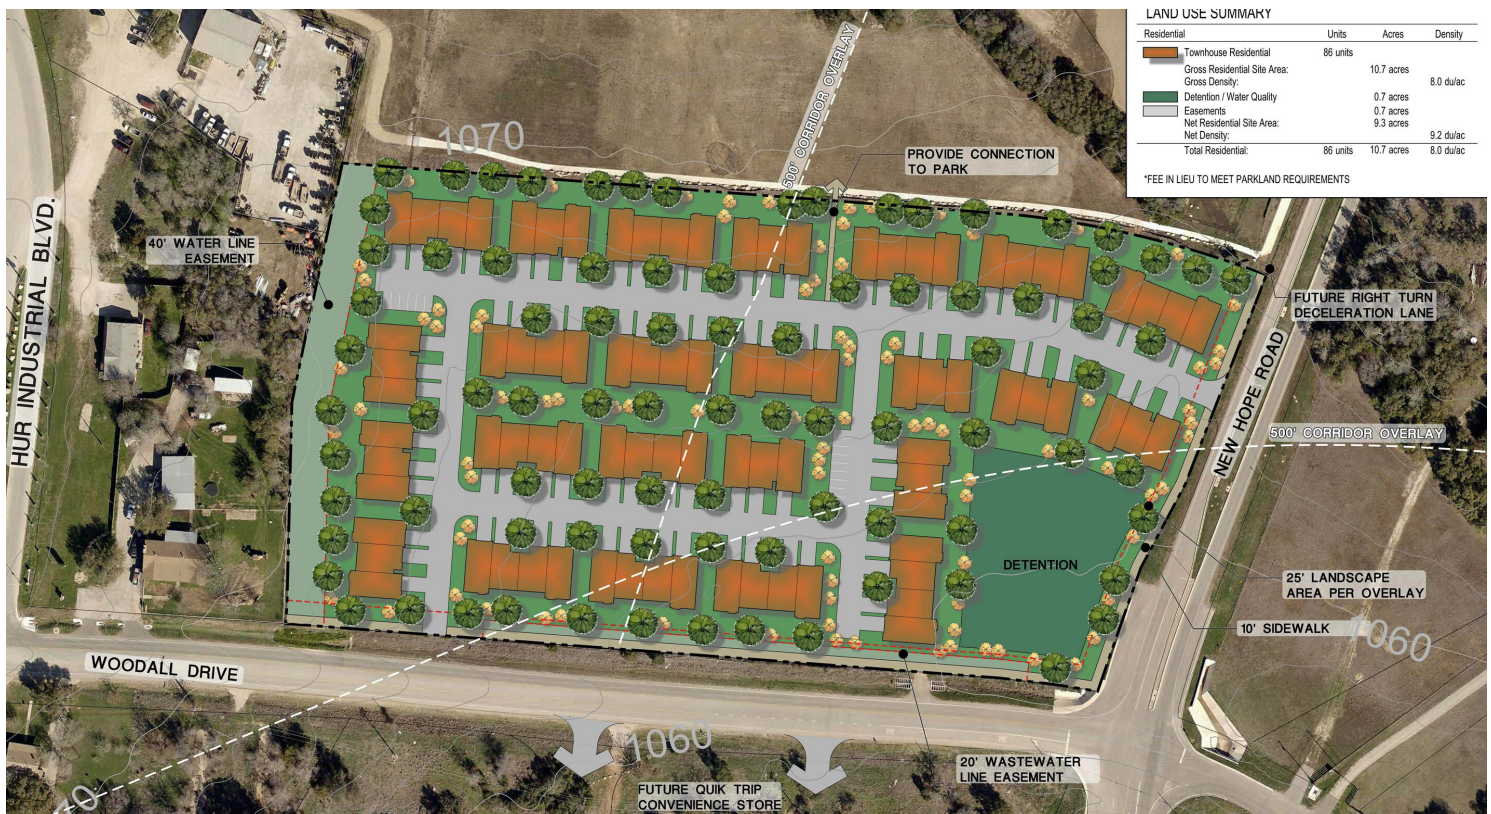 LAND USE SUMMARY
Residential Units Acres Density
Townhouse Residential 86 units
Gross Residential Site Area: 10.7 acres
Gross Density: 8.0 du/ac
Detention / Water Quality 0.7 acres
Easements 0.7 acres
Net Residential Site Area: 9.3 acres
Net Density: 9.2 du/ac
Total Residential: 86 units 10.7 acres 8.0 du/ac
*FEE IN LIEU TO MEET PARKLAND REQUIREMENTS
1070
500' CORRIDOR OVERLAY
PROVIDE CONNECTION
TO PARK
HUR INDUSTRIAL BLVD.
40' WATER LINE
EASEMENT
FUTURE RIGHT TURN
DECELERATION LANE
NEW HOPE ROAD
500' CORRIDOR OVERLAY
DETENTION
25' LANDSCAPE
AREA PER OVERLAY
10' SIDEWALK
1060
WOODALL DRIVE
1060
20' WASTEWATER
LINE EASEMENT
FUTURE QUIK TRIP
CONVENIENCE STORE